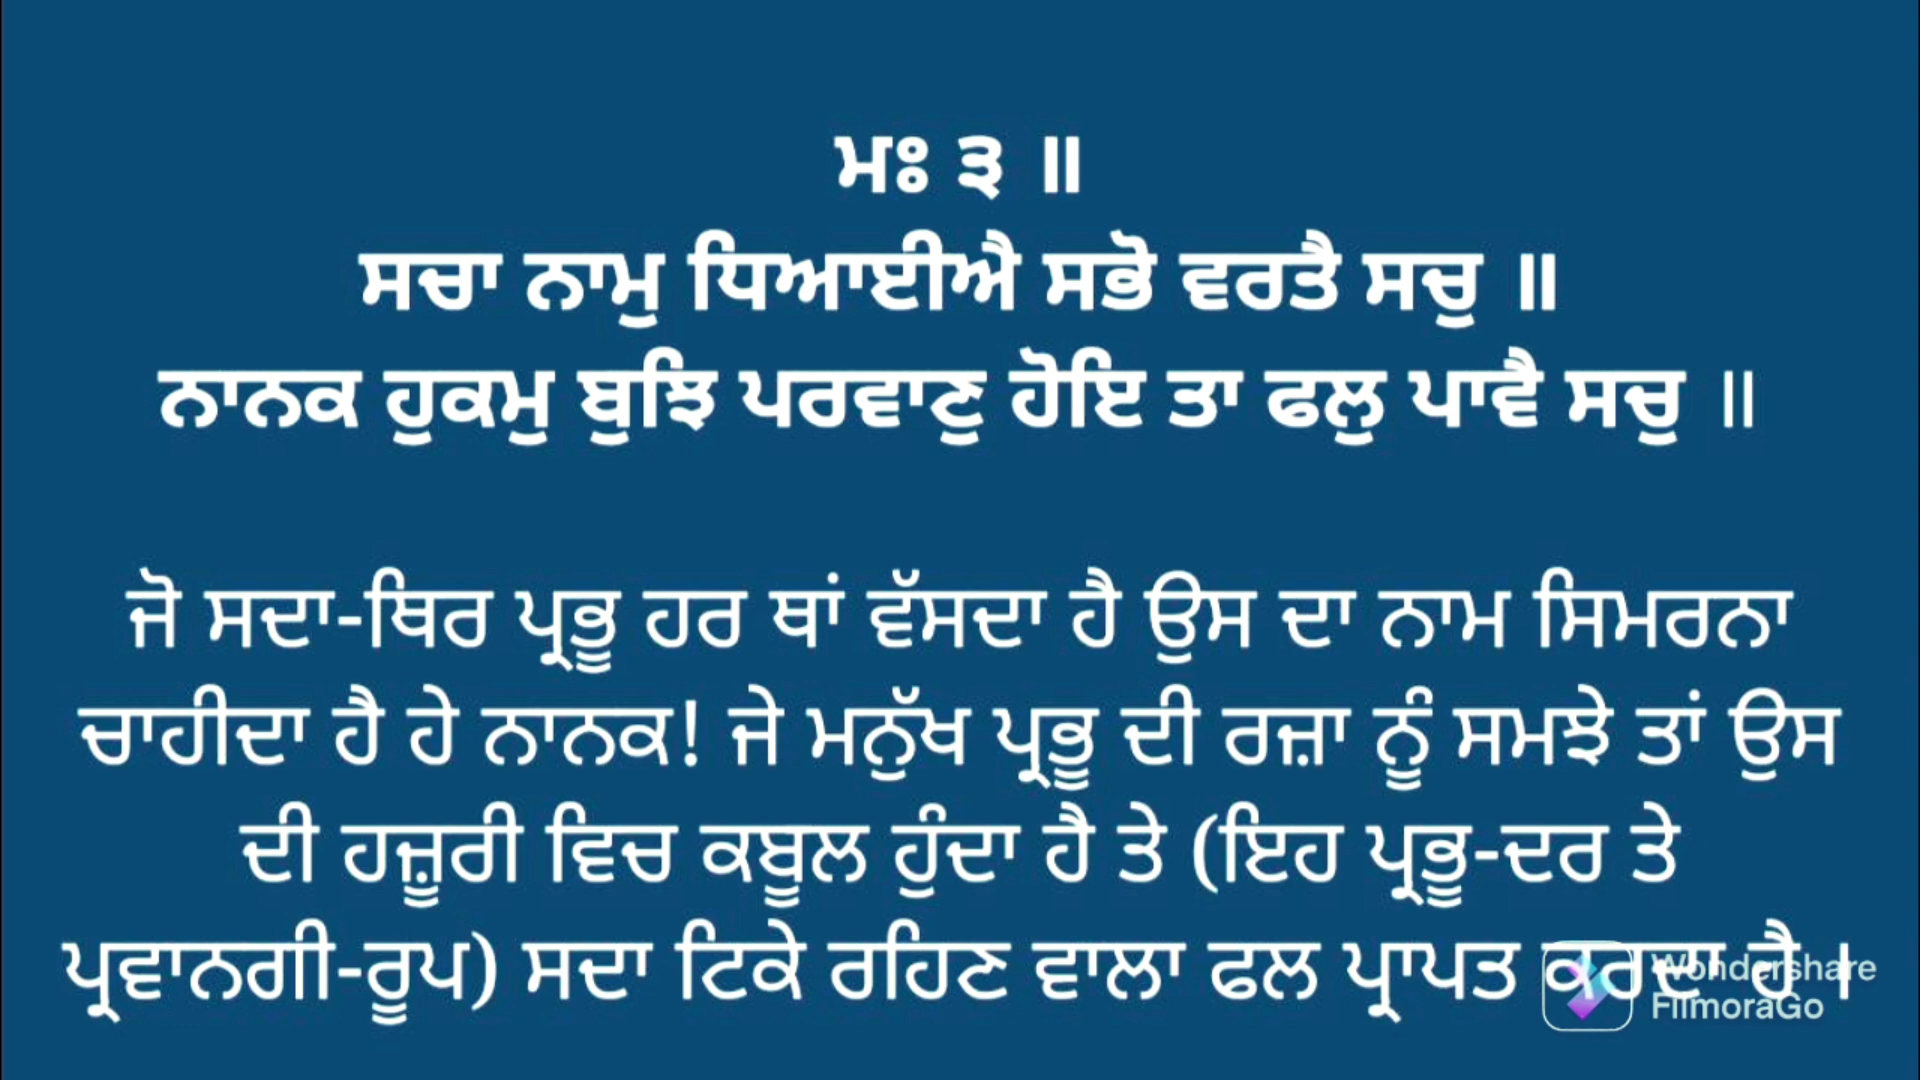 ਮਃ ੩ ॥
ਸਚਾ ਨਾਮੁ ਧਿਆਈਐ ਸਭੋ ਵਰਤੈ ਸਚੁ ॥
ਨਾਨਕ ਹੁਕਮੁ ਬੁਝਿ ਪਰਵਾਣੁ ਹੋਇ ਤਾ ਫਲੁ ਪਾਵੈ ਸਚੁ ॥
ਜੋ ਸਦਾ-ਥਿਰ ਪ੍ਰਭੂ ਹਰ ਥਾਂ ਵੱਸਦਾ ਹੈ ਉਸ ਦਾ ਨਾਮ ਸਿਮਰਨਾ
ਚਾਹੀਦਾ ਹੈ ਹੇ ਨਾਨਕ! ਜੇ ਮਨੁੱਖ ਪ੍ਰਭੂ ਦੀ ਰਜ਼ਾ ਨੂੰ ਸਮਝੇ ਤਾਂ ਉਸ
ਦੀ ਹਜ਼ੂਰੀ ਵਿਚ ਕਬੂਲ ਹੁੰਦਾ ਹੈ ਤੇ (ਇਹ ਪ੍ਰਭੂ-ਦਰ ਤੇ
ਪ੍ਰਵਾਨਗੀ-ਰੂਪ) ਸਦਾ ਟਿਕੇ ਰਹਿਣ ਵਾਲਾ ਫਲ ਪ੍ਰਾਪਤ ਕਰਦਾ ਹੈ ।
Wondershare
FilmoraGo